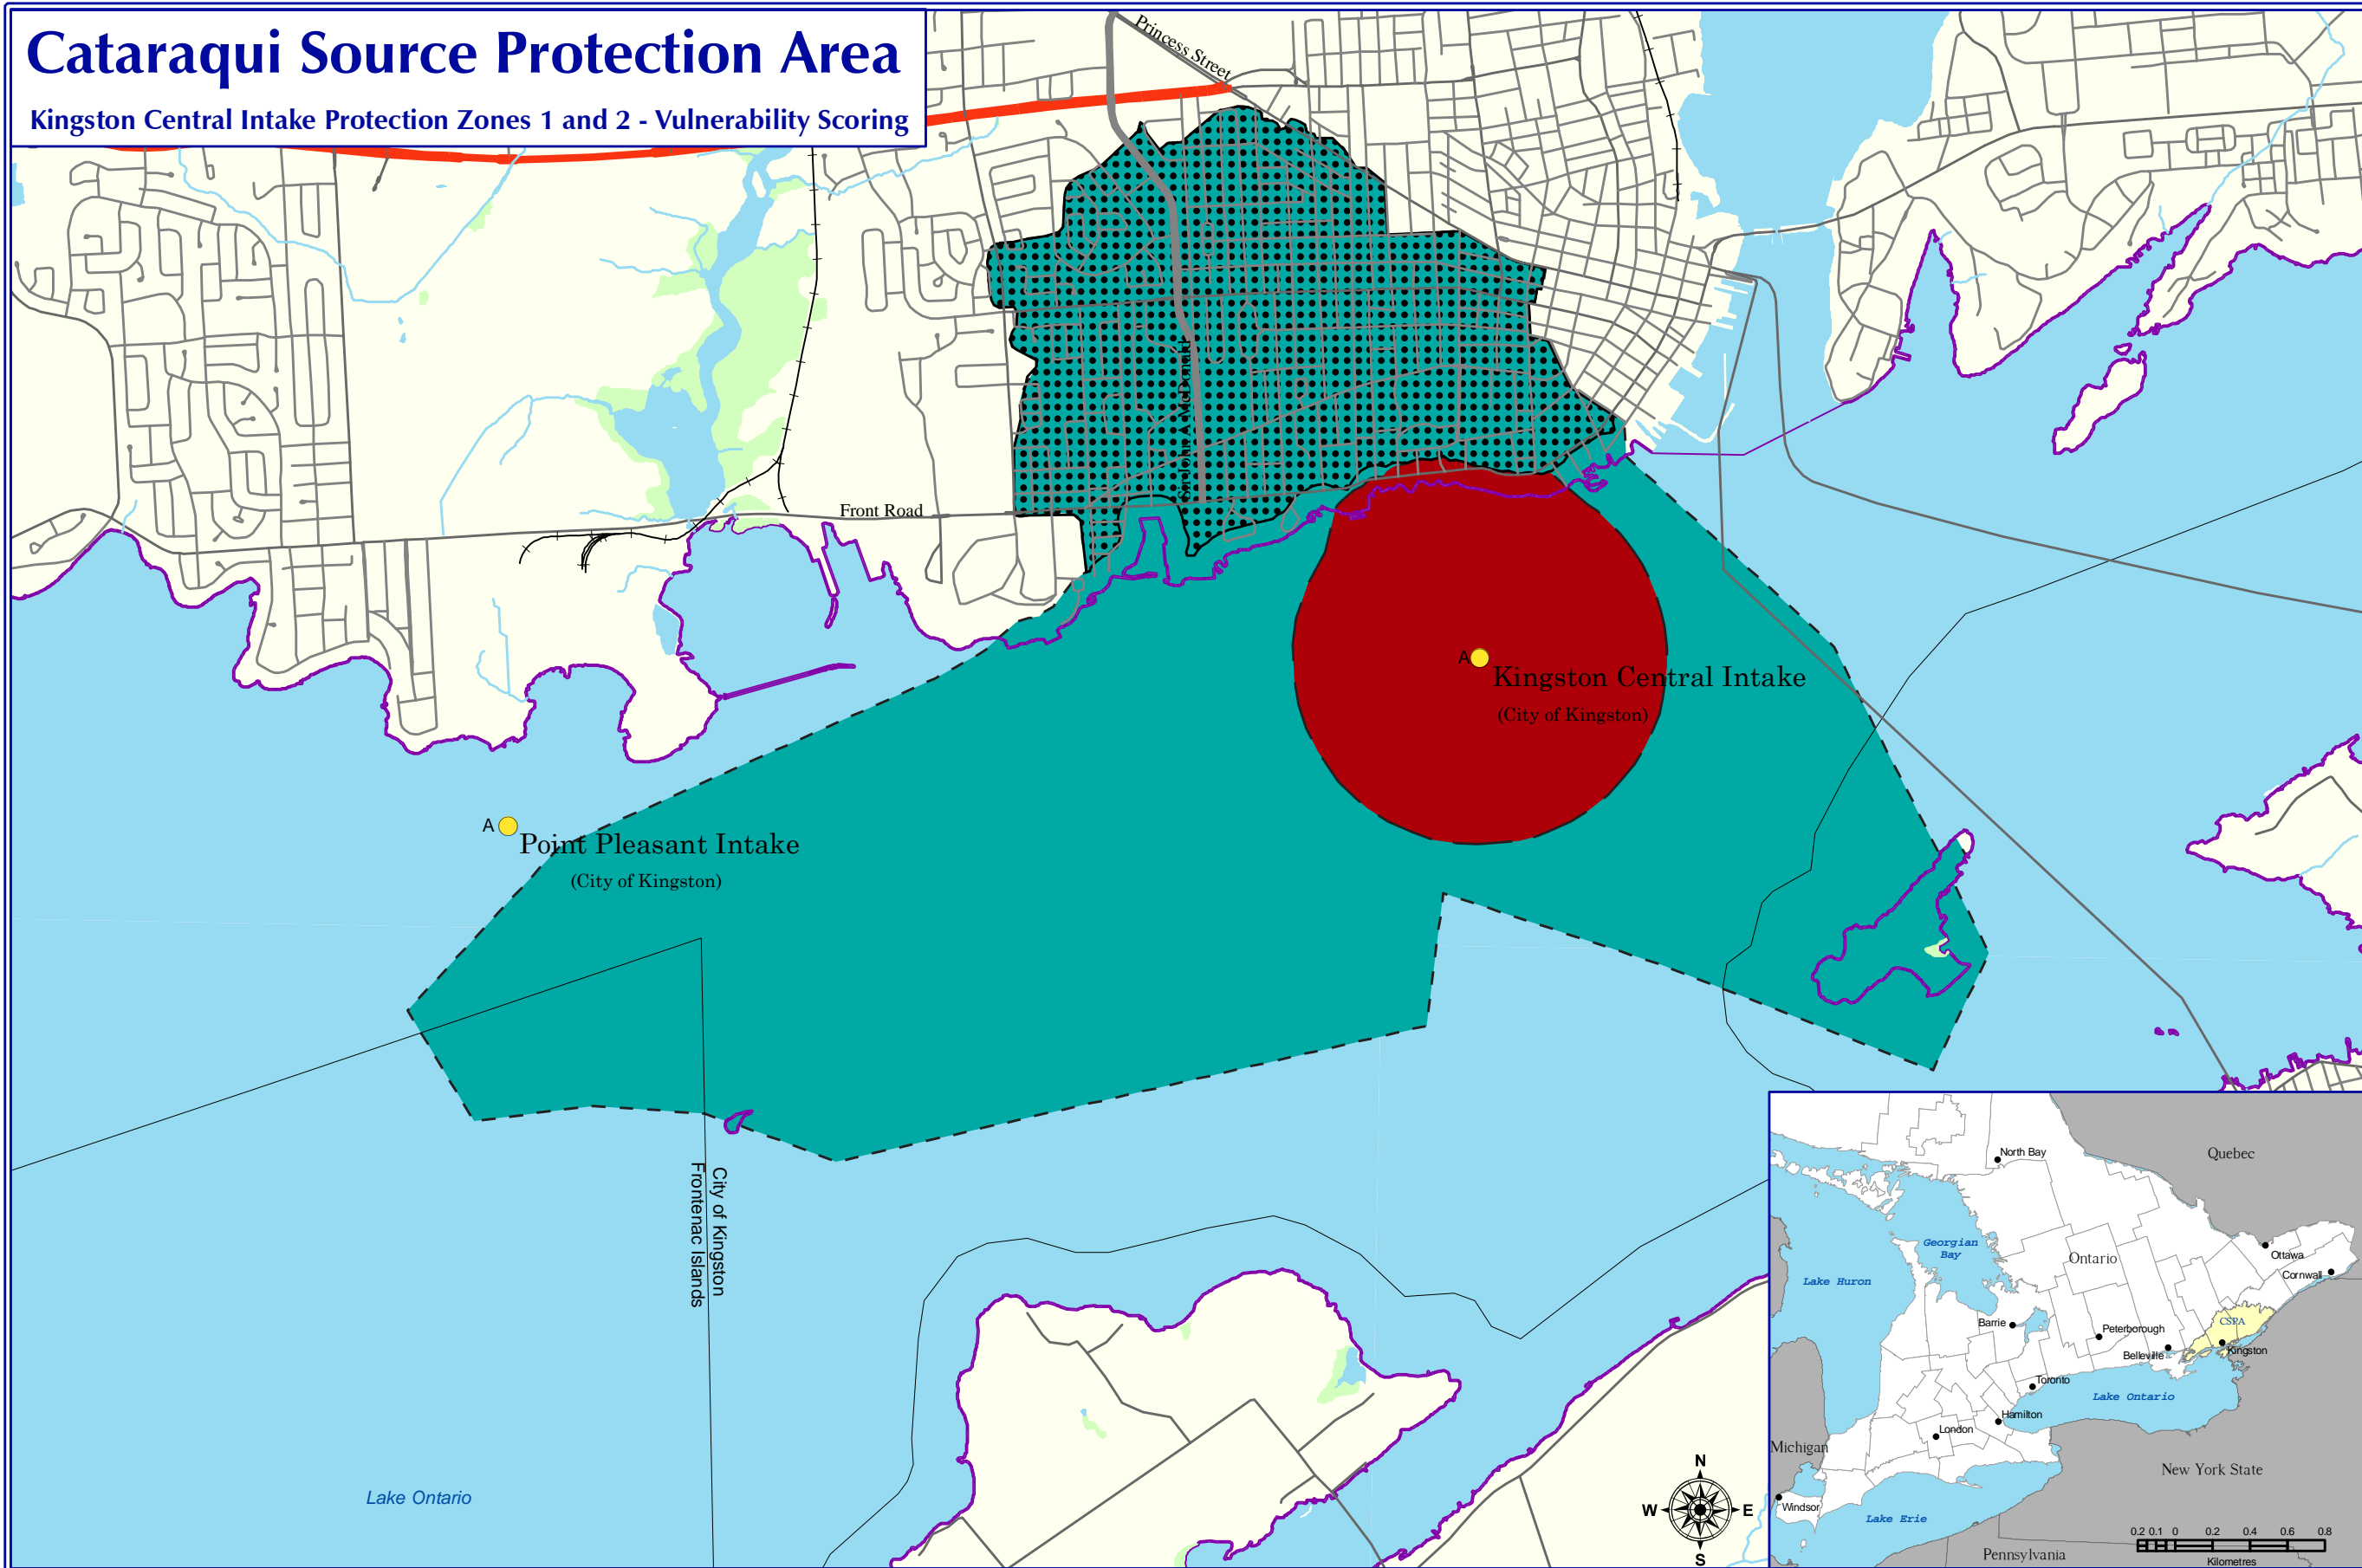 Cataraqui Source Protection Area
Kingston Central Intake Protection Zones 1 and 2 - Vulnerability Scoring
Princess Street
Sir John A McDonald
Front Road
A
Kingston Central Intake
(City of Kingston)
A
Point Pleasant Intake
(City of Kingston)
City of Kingston
Frontenac Islands
Lake Ontario
N
W
E
S
North Bay
Quebec
Georgian
Bay
Ontario
Ottawa
Lake Huron
Cornwall
Barrie
Peterborough
CSPA
Belleville
Kingston
Toronto
Lake Ontario
Hamilton
London
Michigan
New York State
Windsor
Lake Erie
Pennsylvania
0.2 0.1 0 0.2 0.4 0.6 0.8
Kilometres